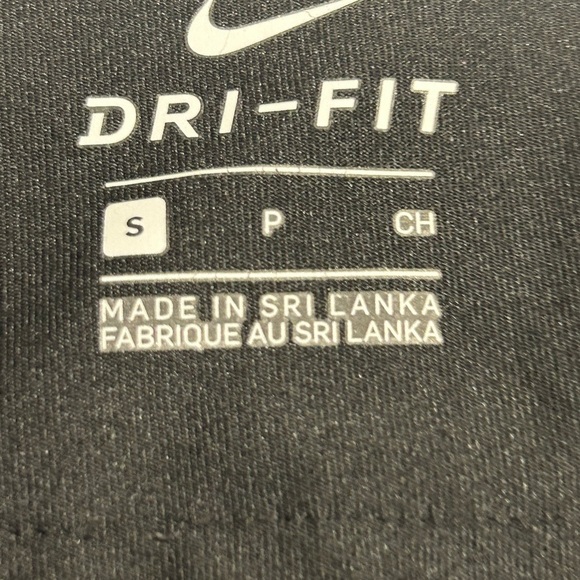 DRI-FIT
S P CH
MADE IN SRI LANKA
FABRIQUE AU SRI LANKA